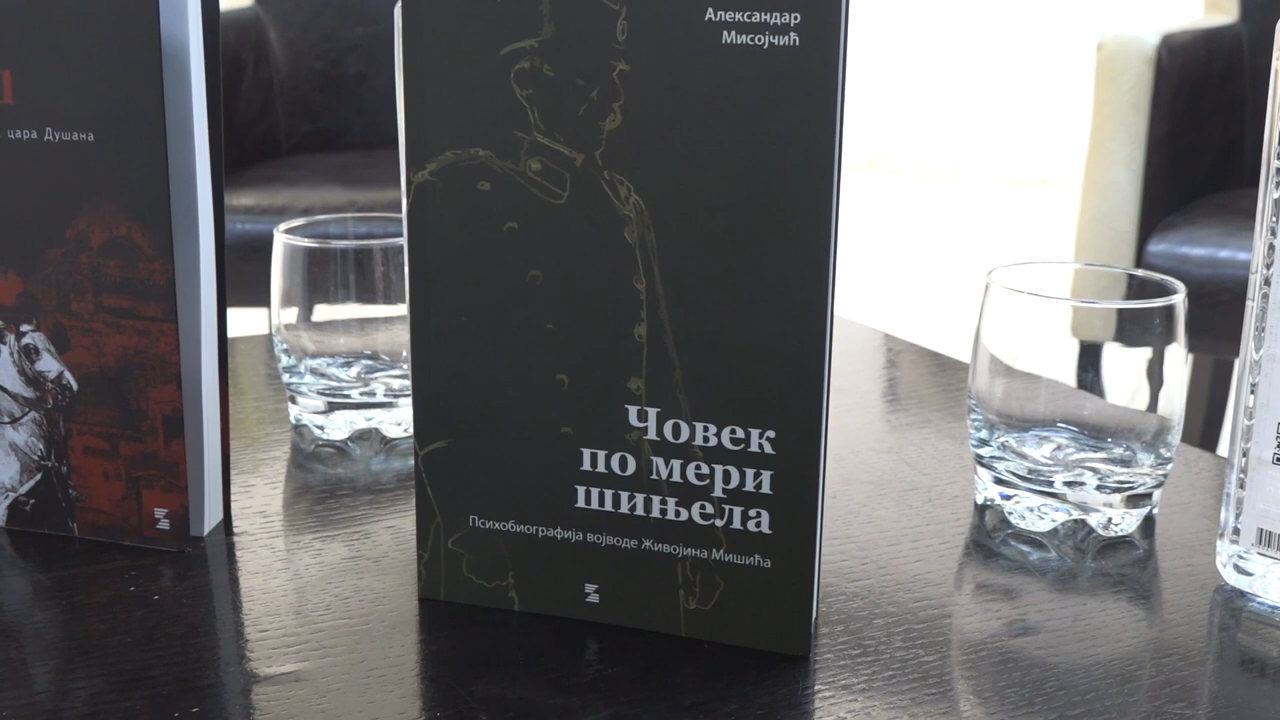 цара Душана
Александар
Мисојчић
Човек
по мери
шињела
Психобиографија војводе Живојина Мишића